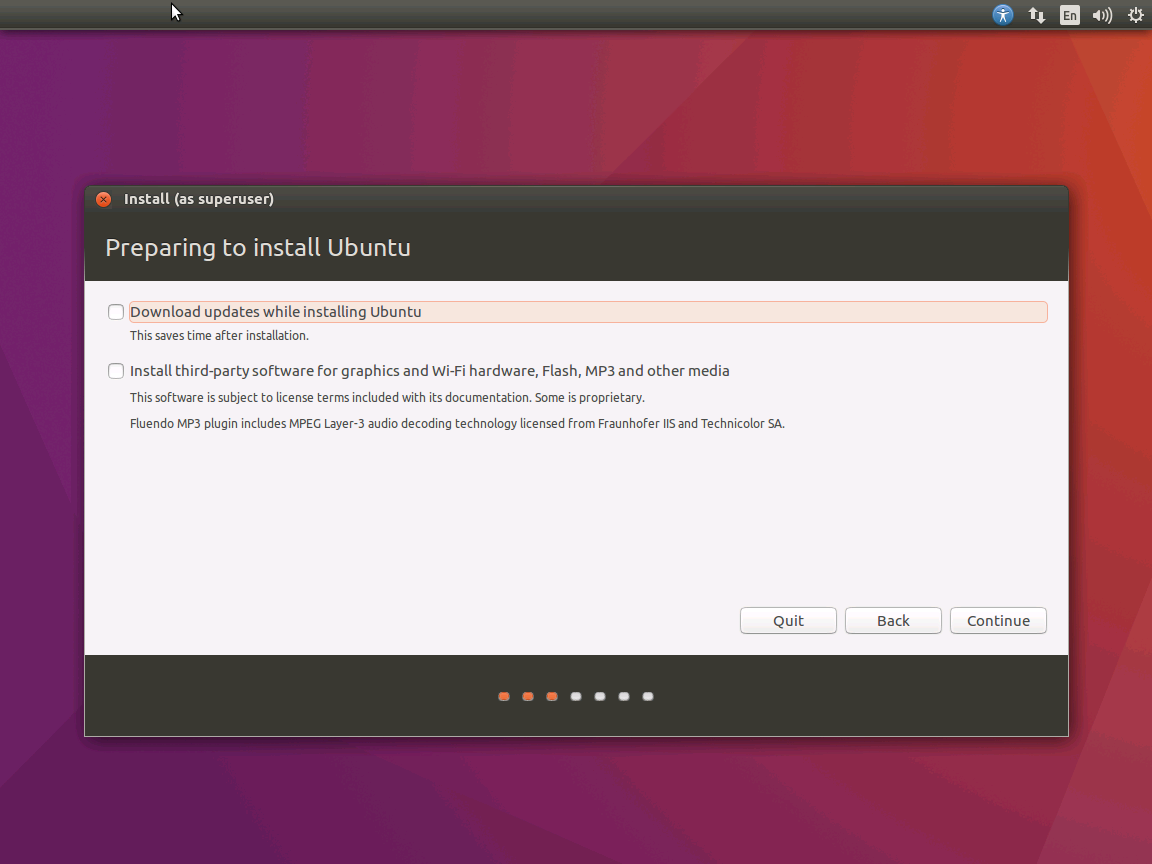 En
Install (as superuser)
Preparing to install Ubuntu
Download updates while installing Ubuntu
This saves time after installation.
Install third-party software for graphics and Wi-Fi hardware, Flash, MP3 and other media
This software is subject to license terms included with its documentation. Some is proprietary.
Fluendo MP3 plugin includes MPEG Layer-3 audio decoding technology licensed from Fraunhofer IIS and Technicolor SA.
Quit Back Continue